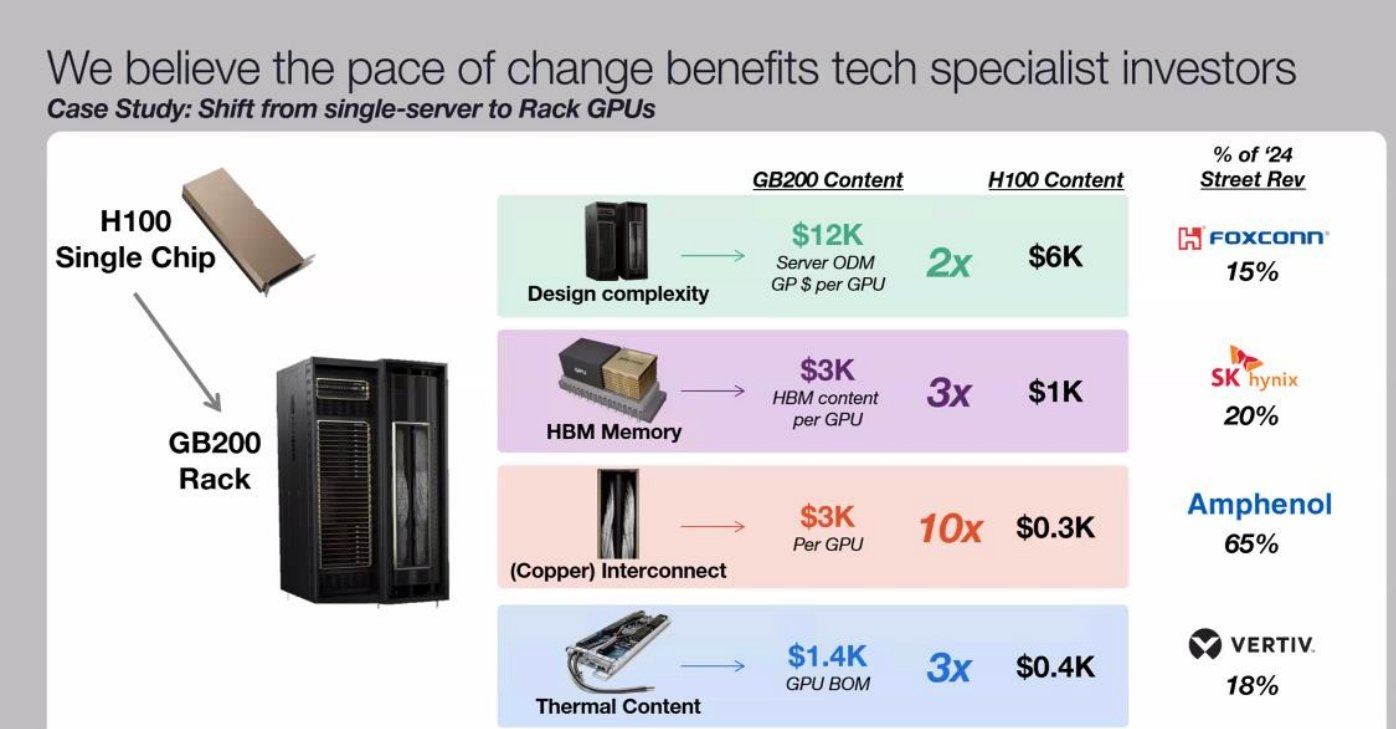 We believe the pace of change benefits tech specialist investors
Case Study: Shift from single-server to Rack GPUs
H100
Single Chip
GB200
Rack
GB200 Content
H100 Content
% of ‘24
Street Rev
Design complexity
$12K
Server ODM
GP $ per GPU
2x
$6K
FOXCONN
15%
GPU
HBM Memory
$3K
HBM content
per GPU
3x
$1K
SK hynix
20%
(Copper) Interconnect
$3K
Per GPU
10x
$0.3K
Amphenol
65%
Thermal Content
$1.4K
GPU BOM
3x
$0.4K
VERTIV.
18%